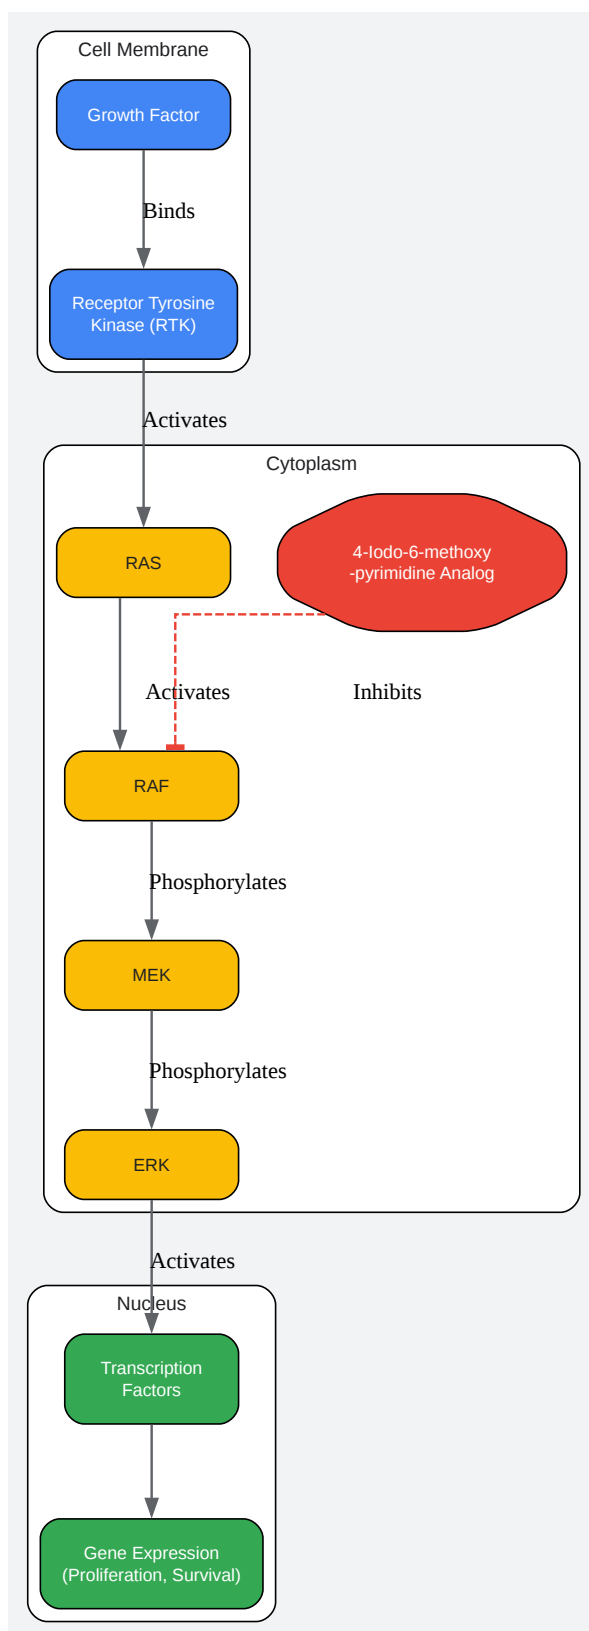 Cell Membrane
Growth Factor
Binds
Receptor Tyrosine
Kinase (RTK)
Activates
Cytoplasm
RAS
4-Iodo-6-methoxy
-pyrimidine Analog
Activates
Inhibits
RAF
Phosphorylates
MEK
Phosphorylates
ERK
Activates
Nucleus
Transcription
Factors
Gene Expression
(Proliferation, Survival)